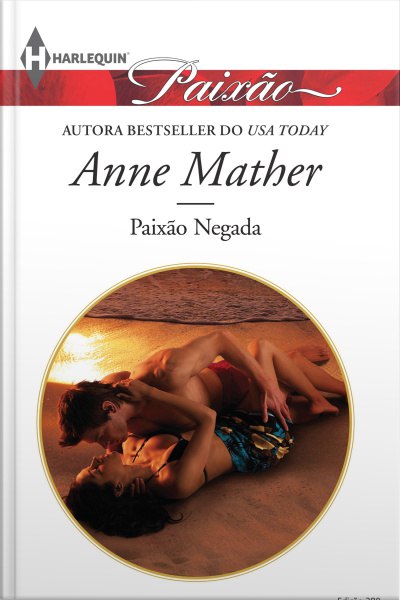 HARLEQUIN®
Paixão
AUTORA BESTSELLER DO USA TODAY
Anne Mather
Paixão Negada